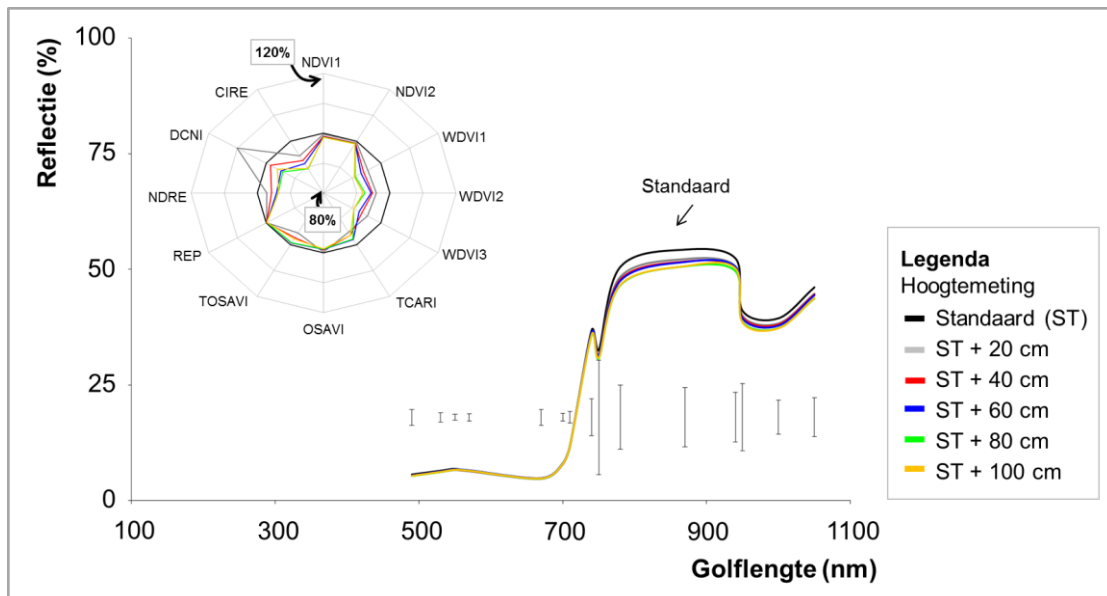 Reflectie (%)
100
75
50
25
0
100
300
500
700
900
1100
Golflengte (nm)
120%
80%
NDVI1
NDVI2
WDVI1
WDVI2
WDVI3
TCARI
OSAVI
TOSAVI
REP
NDRE
DCNI
CIRE
Standaard
Legenda
Hoogtemeting
Standaard (ST)
ST + 20 cm
ST + 40 cm
ST + 60 cm
ST + 80 cm
ST + 100 cm